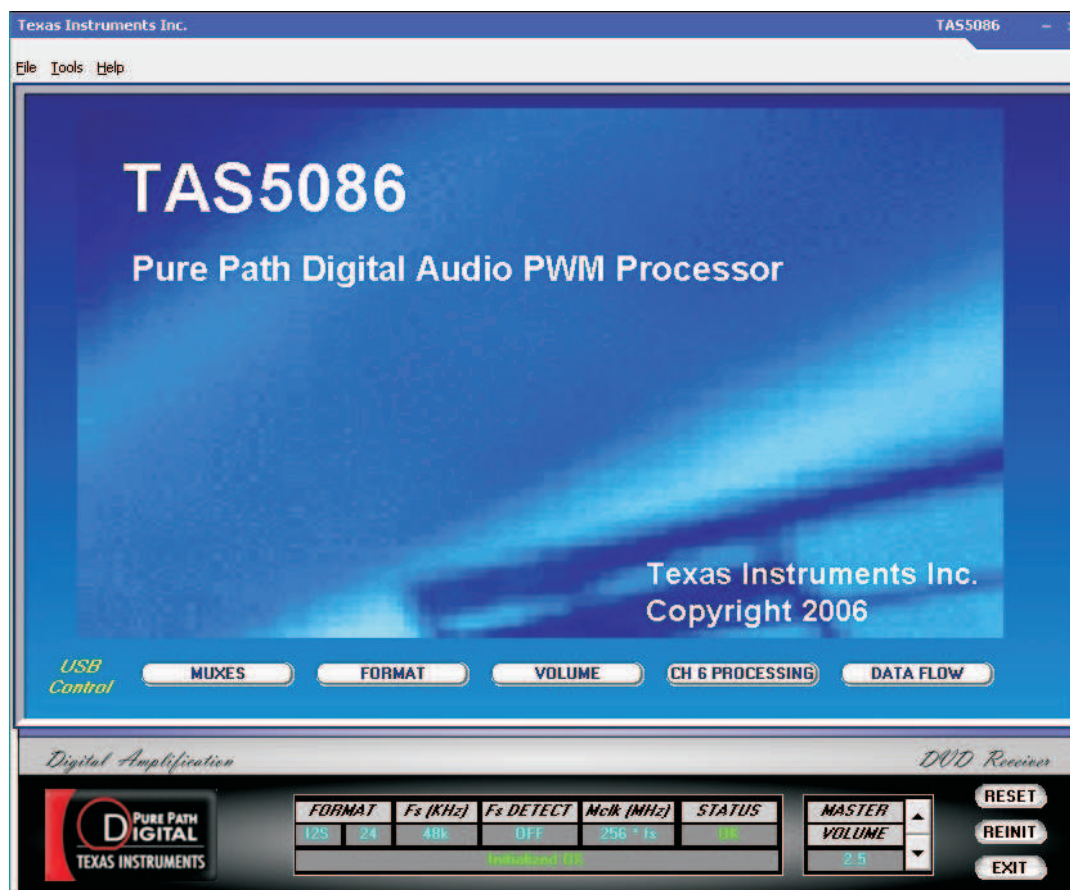 Texas Instruments Inc. TAS5086
File Tools Help
TAS5086
Pure Path Digital Audio PWM Processor
Texas Instruments Inc.
Copyright 2006
USB
Control
MUXES FORMAT VOLUME CH 6 PROCESSING DATA FLOW
Digital Amplification DVD Receiver
PURE PATH
DIGITAL
TEXAS INSTRUMENTS
FORMAT Fs (KHz) Fs DETECT Mclk (MHz) STATUS
I2S 24 48k OFF 256 * fs OK
Initialized OK
MASTER
VOLUME
2.5
RESET
REINIT
EXIT